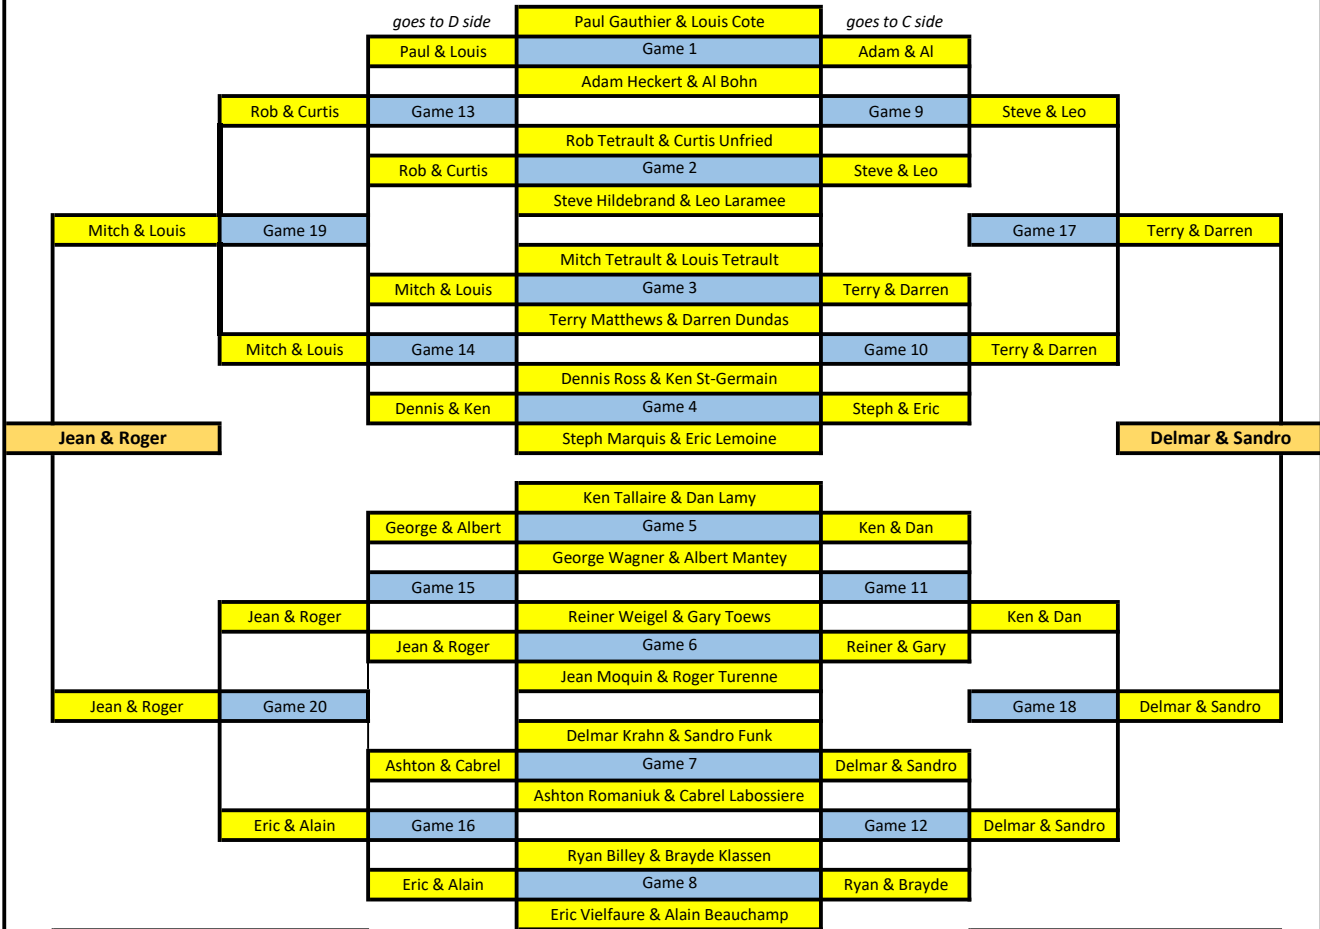 goes to D side Paul Gauthier & Louis Cote goes to C side
Paul & Louis Game 1 Adam & Al
Adam Heckert & Al Bohn
Rob & Curtis Game 13 Game 9 Steve & Leo
Rob Tetrault & Curtis Unfried
Rob & Curtis Game 2 Steve & Leo
Steve Hildebrand & Leo Laramee
Mitch & Louis Game 19 Game 17 Terry & Darren
Mitch Tetrault & Louis Tetrault
Mitch & Louis Game 3 Terry & Darren
Terry Matthews & Darren Dundas
Mitch & Louis Game 14 Game 10 Terry & Darren
Dennis Ross & Ken St-Germain
Dennis & Ken Game 4 Steph & Eric
Jean & Roger Steph Marquis & Eric Lemoine Delmar & Sandro
Ken Tallaire & Dan Lamy
George & Albert Game 5 Ken & Dan
George Wagner & Albert Mantey
Game 15 Game 11
Jean & Roger Reiner Weigel & Gary Toews Ken & Dan
Jean & Roger Game 6 Reiner & Gary
Jean Moquin & Roger Turenne
Jean & Roger Game 20 Game 18 Delmar & Sandro
Delmar Krahn & Sandro Funk
Ashton & Cabrel Game 7 Delmar & Sandro
Ashton Romaniuk & Cabrel Labossiere
Eric & Alain Game 16 Game 12 Delmar & Sandro
Ryan Billey & Brayde Klassen
Eric & Alain Game 8 Ryan & Brayde
Eric Vielfaure & Alain Beauchamp